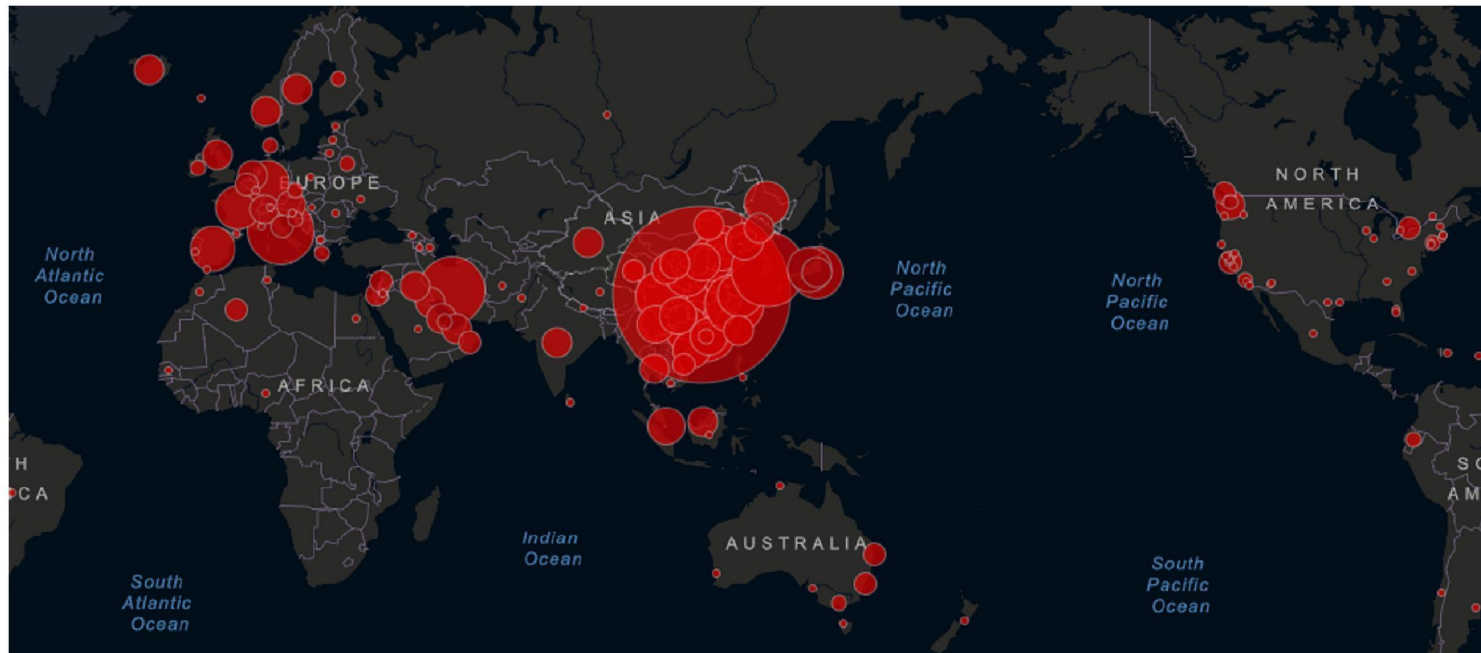 EUROPE
ASIA
NORTH
AMERICA
North
Atlantic
Ocean
North
Pacific
Ocean
North
Pacific
Ocean
AFRICA
H
CA
SO
AM
Indian
Ocean
AUSTRALIA
South
Atlantic
Ocean
South
Pacific
Ocean